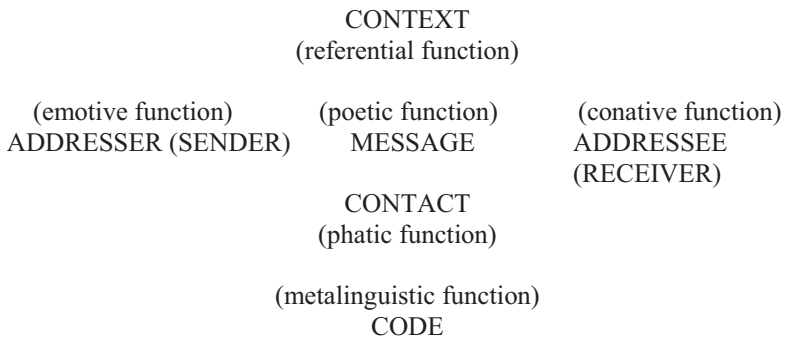 CONTEXT
(referential function)
(emotive function) (poetic function) (conative function)
ADDRESSER (SENDER) MESSAGE ADDRESSEE
(RECEIVER)
CONTACT
(phatic function)
(metalinguistic function)
CODE